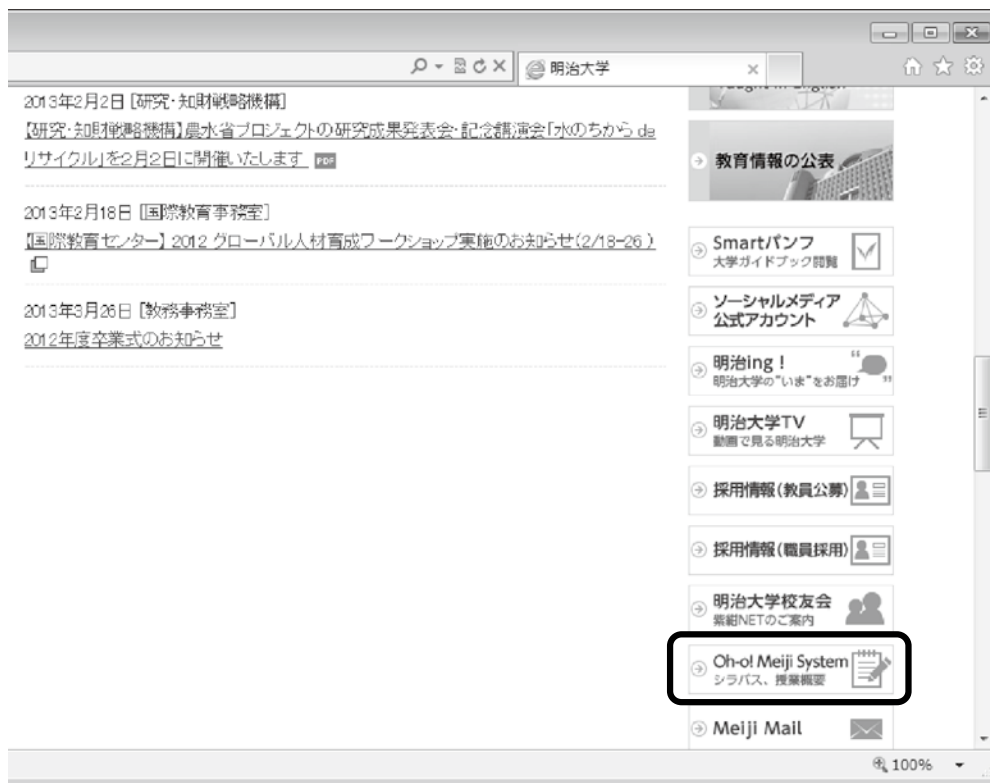 明治大学
2013年2月2日 [研究・知財戦略機構]
【研究・知財戦略機構】農水省プロジェクトの研究成果発表会・記念講演会「水のちから de
リサイクル」を2月2日に開催いたします PDF
2013年2月18日 [国際教育事務室]
【国際教育センター】 2012 グローバル人材育成ワークショップ実施のお知らせ(2/18-26 )
2013年3月26日 [教務事務室]
2012年度卒業式のお知らせ
Taught in English
教育情報の公表
Smartパンフ
大学ガイドブック閲覧
ソーシャルメディア
公式アカウント
明治ing！
明治大学の"いま"をお届け
明治大学TV
動画で見る明治大学
採用情報(教員公募)
採用情報(職員採用)
明治大学校友会
紫紺NETのご案内
Oh-o! Meiji System
シラバス、授業概要
Meiji Mail
100%